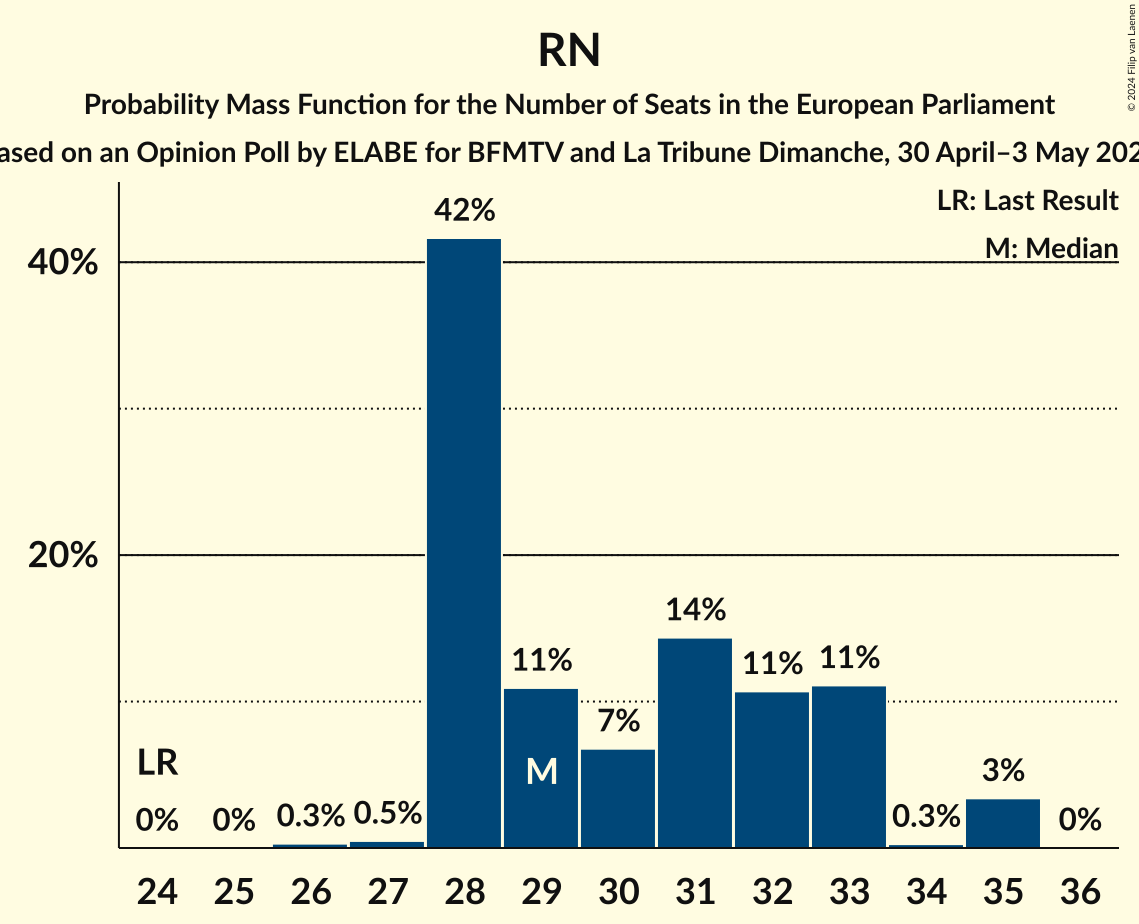 RN
Probability Mass Function for the Number of Seats in the European Parliament
ased on an Opinion Poll by ELABE for BFMTV and La Tribune Dimanche, 30 April–3 May 202
© 2024 Filip van Laenen
LR: Last Result
M: Median
40%
20%
42%
11%
7%
14%
11%
11%
LR
M
0%
0%
0.3%
0.5%
0.3%
3%
0%
24 25 26 27 28 29 30 31 32 33 34 35 36